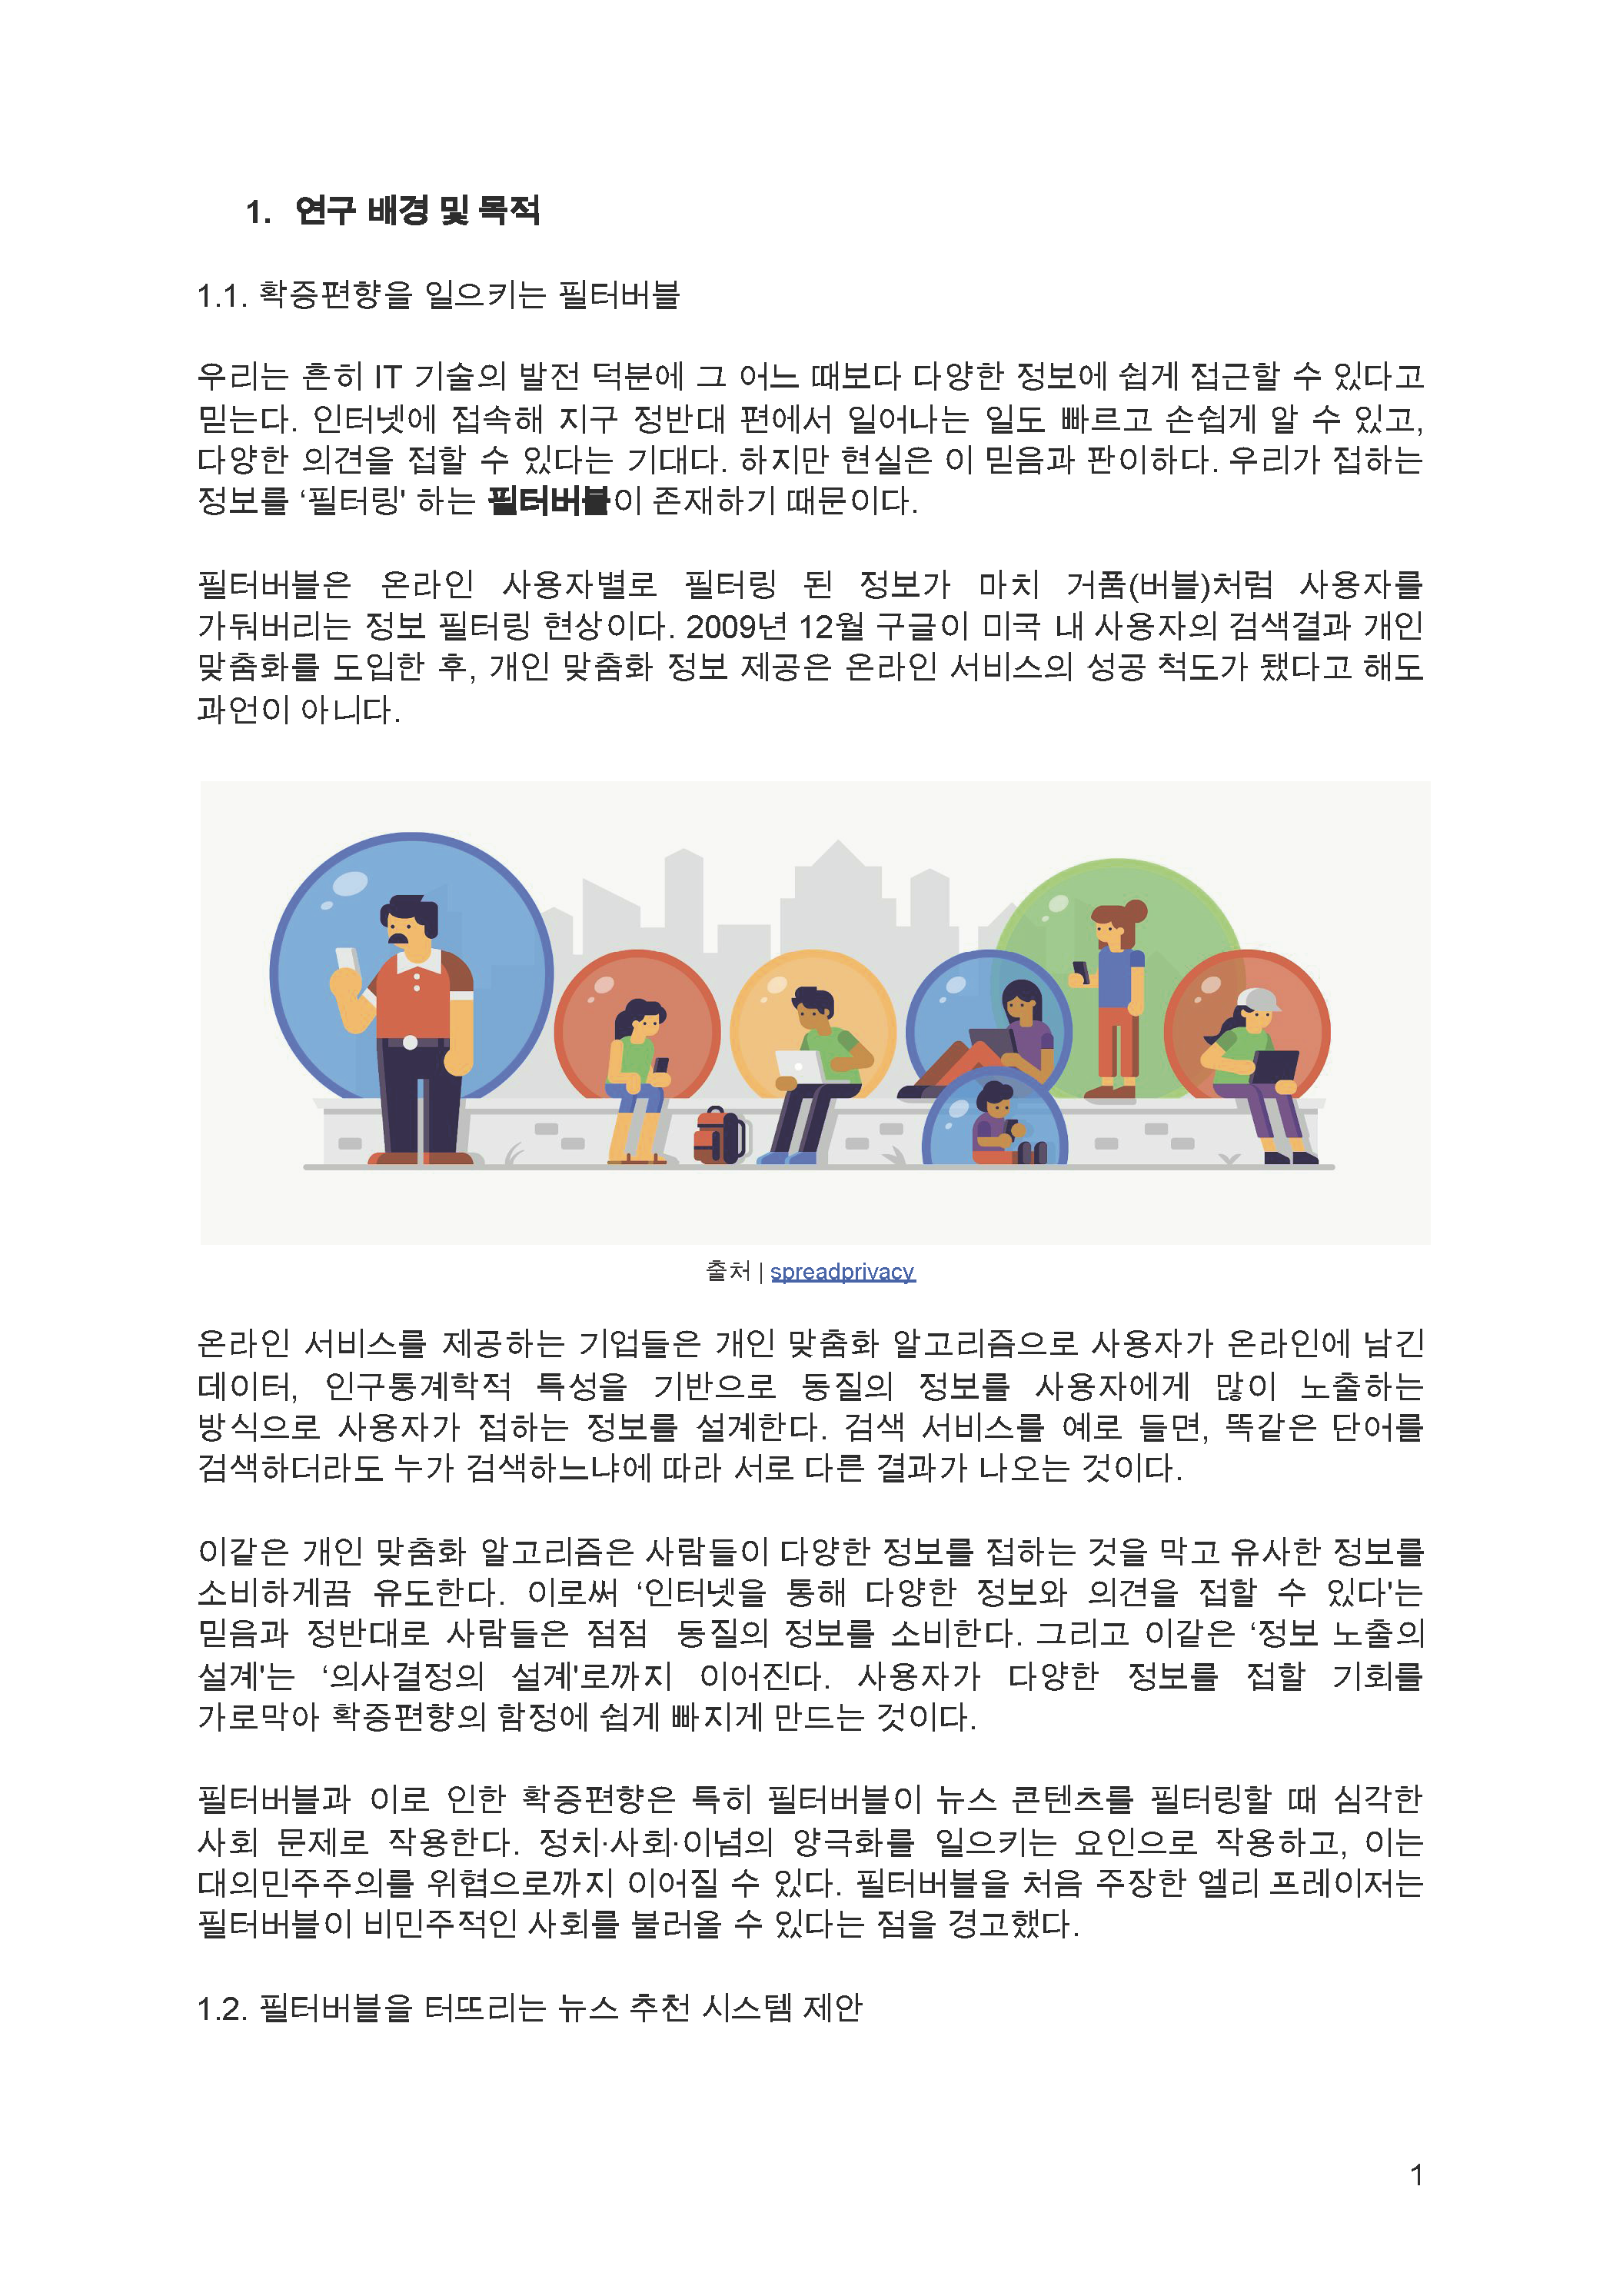 1. 연구 배경 및 목적
1.1. 확증편향을 일으키는 필터버블
우리는 흔히 IT 기술의 발전 덕분에 그 어느 때보다 다양한 정보에 쉽게 접근할 수 있다고
믿는다. 인터넷에 접속해 지구 정반대 편에서 일어나는 일도 빠르고 손쉽게 알 수 있고,
다양한 의견을 접할 수 있다는 기대다. 하지만 현실은 이 믿음과 판이하다. 우리가 접하는
정보를 ‘필터링' 하는 필터버블이 존재하기 때문이다.
필터버블은 온라인 사용자별로 필터링 된 정보가 마치 거품(버블)처럼 사용자를
가둬버리는 정보 필터링 현상이다. 2009년 12월 구글이 미국 내 사용자의 검색결과 개인
맞춤화를 도입한 후, 개인 맞춤화 정보 제공은 온라인 서비스의 성공 척도가 됐다고 해도
과언이 아니다.
출처 | spreadprivacy
온라인 서비스를 제공하는 기업들은 개인 맞춤화 알고리즘으로 사용자가 온라인에 남긴
데이터, 인구통계학적 특성을 기반으로 동질의 정보를 사용자에게 많이 노출하는
방식으로 사용자가 접하는 정보를 설계한다. 검색 서비스를 예로 들면, 똑같은 단어를
검색하더라도 누가 검색하느냐에 따라 서로 다른 결과가 나오는 것이다.
이같은 개인 맞춤화 알고리즘은 사람들이 다양한 정보를 접하는 것을 막고 유사한 정보를
소비하게끔 유도한다. 이로써 ‘인터넷을 통해 다양한 정보와 의견을 접할 수 있다'는
믿음과 정반대로 사람들은 점점 동질의 정보를 소비한다. 그리고 이같은 ‘정보 노출의
설계'는 ‘의사결정의 설계'로까지 이어진다. 사용자가 다양한 정보를 접할 기회를
가로막아 확증편향의 함정에 쉽게 빠지게 만드는 것이다.
필터버블과 이로 인한 확증편향은 특히 필터버블이 뉴스 콘텐츠를 필터링할 때 심각한
사회 문제로 작용한다. 정치·사회·이념의 양극화를 일으키는 요인으로 작용하고, 이는
대의민주주의를 위협으로까지 이어질 수 있다. 필터버블을 처음 주장한 엘리 프레이저는
필터버블이 비민주적인 사회를 불러올 수 있다는 점을 경고했다.
1.2. 필터버블을 터뜨리는 뉴스 추천 시스템 제안
1